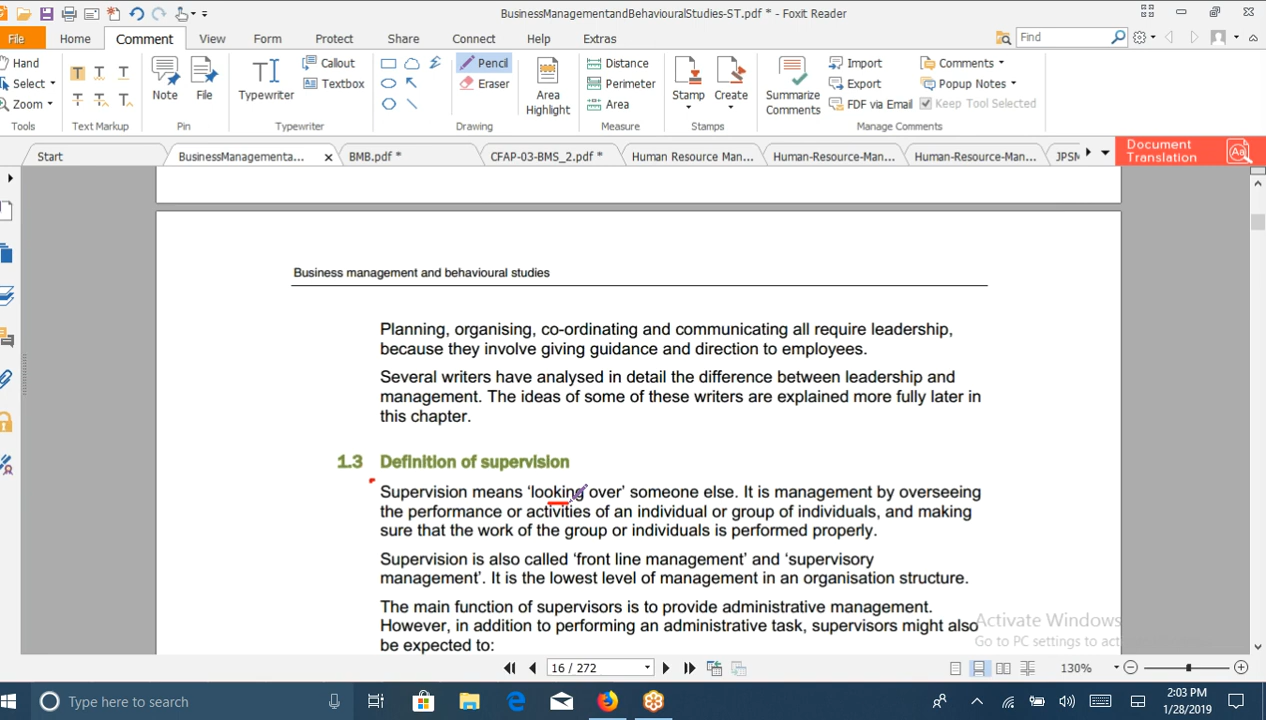 BusinessManagementandBehaviouralStudies-ST.pdf * - Foxit Reader
File Home Comment View Form Protect Share Connect Help Extras Find
Hand
Select
Zoom
Tools
Text Markup
Note
File
Pin
Typewriter
Callout
Textbox
Typewriter
Pencil
Eraser
Drawing
Area
Highlight
Distance
Perimeter
Area
Measure
Stamp
Create
Stamps
Summarize
Comments
Import
Export
FDF via Email
Comments
Popup Notes
Keep Tool Selected
Manage Comments
Start BusinessManagementa... BMB.pdf * CFAP-03-BMS_2.pdf * Human Resource Man... Human-Resource-Man... Human-Resource-Man... JPSM
Document
Translation
Business management and behavioural studies
Planning, organising, co-ordinating and communicating all require leadership,
because they involve giving guidance and direction to employees.
Several writers have analysed in detail the difference between leadership and
management. The ideas of some of these writers are explained more fully later in
this chapter.
1.3 Definition of supervision
Supervision means ‘looking over’ someone else. It is management by overseeing
the performance or activities of an individual or group of individuals, and making
sure that the work of the group or individuals is performed properly.
Supervision is also called ‘front line management’ and ‘supervisory
management’. It is the lowest level of management in an organisation structure.
The main function of supervisors is to provide administrative management.
However, in addition to performing an administrative task, supervisors might also
be expected to:
Activate Windows
Go to PC settings to act
16 / 272
130%
Type here to search
2:03 PM
1/28/2019